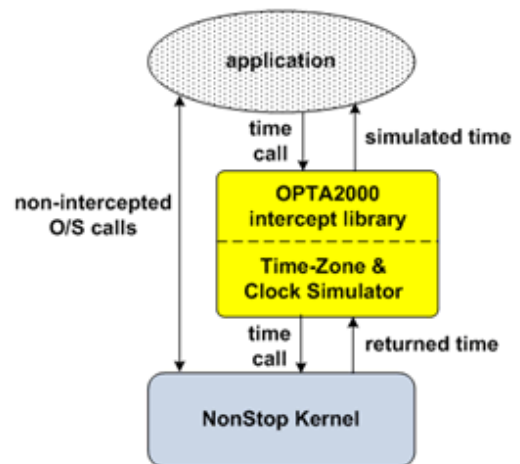 application
time
call
simulated time
non-intercepted
O/S calls
OPTA2000
intercept library
Time-Zone &
Clock Simulator
time
call
returned time
NonStop Kernel